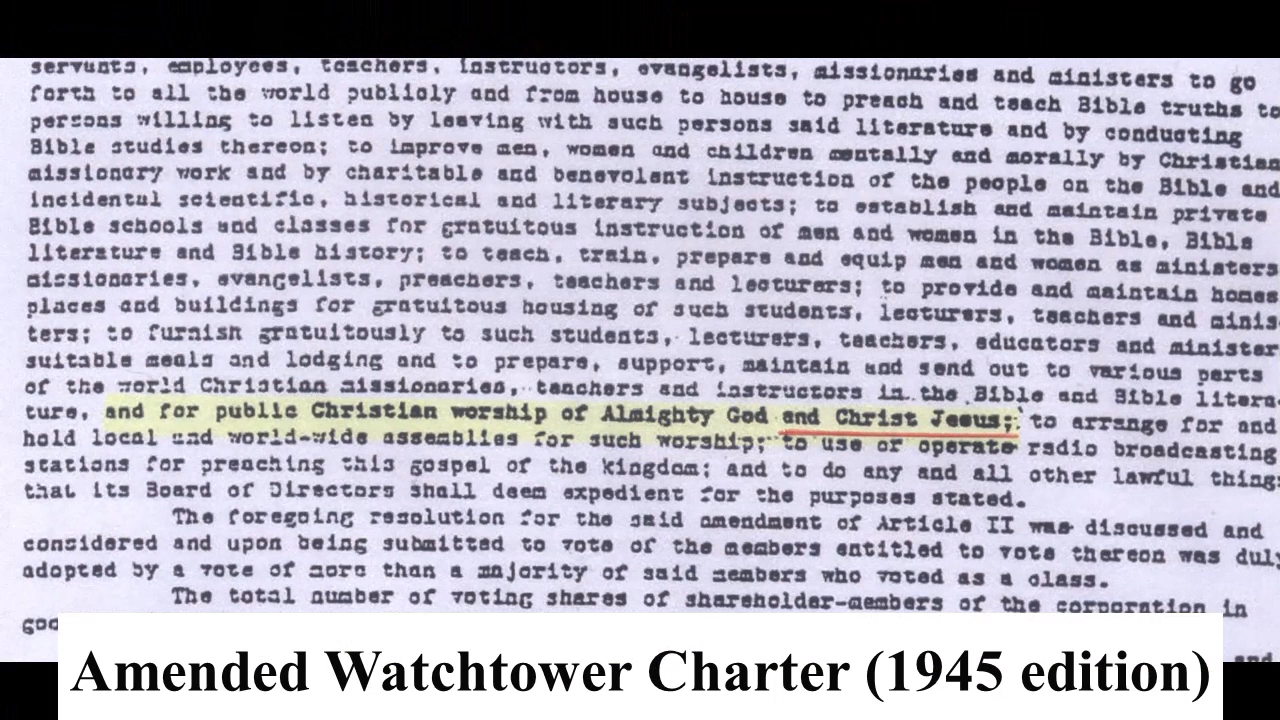 servants, employees, teachers, instructors, evangelists, missionaries and ministers to go
forth to all the world publicly and from house to house to preach and teach Bible truths to
persons willing to listen by leaving with such persons said literature and by conducting
Bible studies thereon; to improve men, women and children mentally and morally by Christian
missionary work and by charitable and benevolent instruction of the people on the Bible and
incidental scientific, historical and literary subjects; to establish and maintain private
Bible schools and classes for gratuitous instruction of men and women in the Bible, Bible
literature and Bible history; to teach, train, prepare and equip men and women as ministers
missionaries, evangelists, preachers, teachers and lecturers; to provide and maintain homes
places and buildings for gratuitous housing of such students, lecturers, teachers and minis
ters; to furnish gratuitously to such students, lecturers, teachers, educators and minister
suitable meals and lodging and to prepare, support, maintain and send out to various parts
of the world Christian missionaries, teachers and instructors in the Bible and Bible litera-
ture, and for public Christian worship of Almighty God and Christ Jesus; to arrange for and
hold local and world-wide assemblies for such worship; to use or operate radio broadcasting
stations for preaching this gospel of the kingdom; and to do any and all other lawful things
that its Board of Directors shall deem expedient for the purposes stated.
The foregoing resolution for the said amendment of Article II was discussed and
considered and upon being submitted to vote of the members entitled to vote thereon was duly
adopted by a vote of more than a majority of said members who voted as a class.
The total number of voting shares of shareholder-members of the corporation in
goo
and
Amended Watchtower Charter (1945 edition)